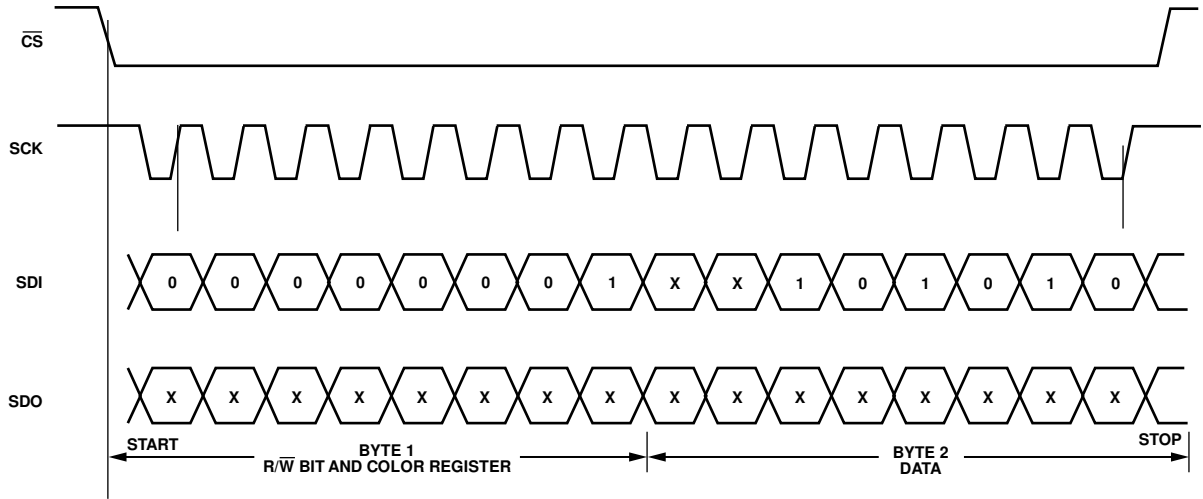 C̅S̅
SCK
SDI 0 0 0 0 0 0 0 1 X X 1 0 1 0 1 0
SDO X X X X X X X X X X X X X X X X
START BYTE 1 BYTE 2 STOP
R/W̅ BIT AND COLOR REGISTER DATA